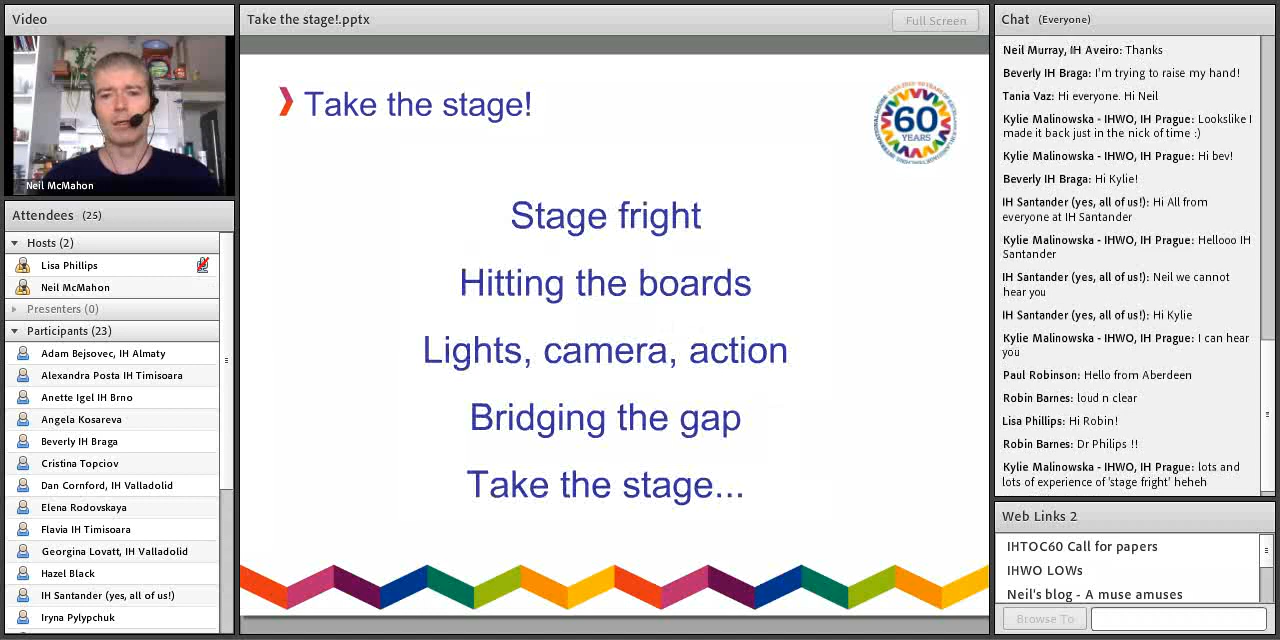 Video
Neil McMahon
Attendees (25)
Hosts (2)
Lisa Phillips
Neil McMahon
Presenters (0)
Participants (23)
Adam Bejsovec, IH Almaty
Alexandra Posta IH Timisoara
Anette Igel IH Brno
Angela Kosareva
Beverly IH Braga
Cristina Topciov
Dan Cornford, IH Valladolid
Elena Rodovskaya
Flavia IH Timisoara
Georgina Lovatt, IH Valladolid
Hazel Black
IH Santander (yes, all of us!)
Iryna Pylypchuk
Take the stage!.pptx
Full Screen
Take the stage!
60
YEARS
Stage fright
Hitting the boards
Lights, camera, action
Bridging the gap
Take the stage...
Chat (Everyone)
Neil Murray, IH Aveiro: Thanks
Beverly IH Braga: I'm trying to raise my hand!
Tania Vaz: Hi everyone. Hi Neil
Kylie Malinowska - IHWO, IH Prague: Lookslike I
made it back just in the nick of time :)
Kylie Malinowska - IHWO, IH Prague: Hi bev!
Beverly IH Braga: Hi Kylie!
IH Santander (yes, all of us!): Hi All from
everyone at IH Santander
Kylie Malinowska - IHWO, IH Prague: Hellooo IH
Santander
IH Santander (yes, all of us!): Neil we cannot
hear you
IH Santander (yes, all of us!): Hi Kylie
Kylie Malinowska - IHWO, IH Prague: I can hear
you
Paul Robinson: Hello from Aberdeen
Robin Barnes: loud n clear
Lisa Phillips: Hi Robin!
Robin Barnes: Dr Philips !!
Kylie Malinowska - IHWO, IH Prague: lots and
lots of experience of 'stage fright' heheh
Web Links 2
IHTOC60 Call for papers
IHWO LOWs
Neil's blog - A muse amuses
Browse To